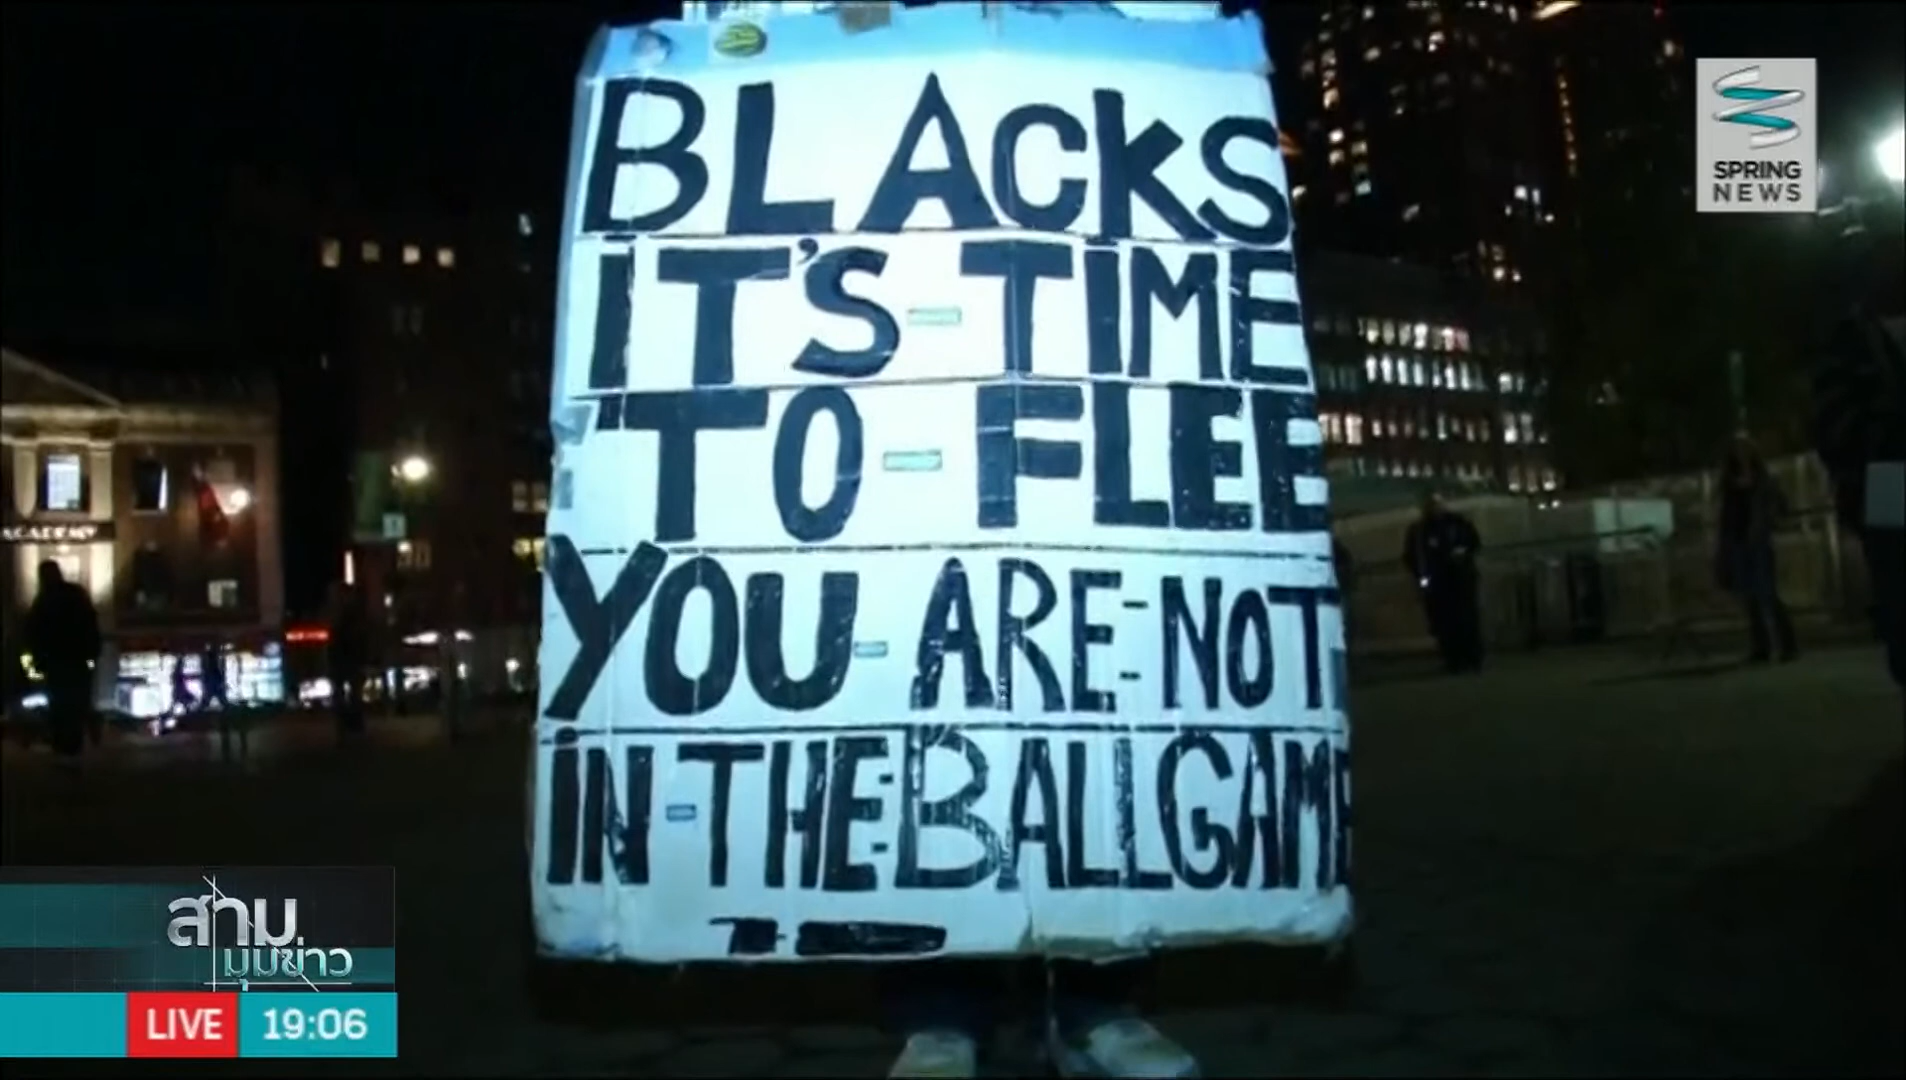 BLACKS
IT'S-TIME
TO-FLEE
YOU-ARE-NOT
IN-THE-BALLGAME
SPRING
NEWS
ACADEMY
สาม
มุมข่าว
LIVE 19:06